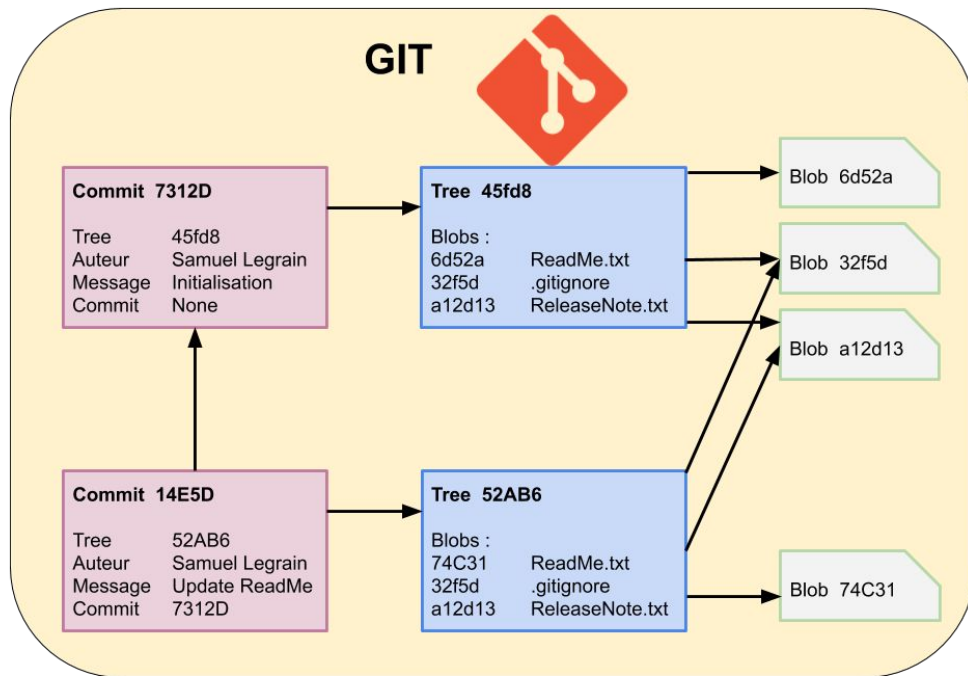 GIT
Commit 7312D
Tree 45fd8
Auteur Samuel Legrain
Message Initialisation
Commit None
Tree 45fd8
Blobs :
6d52a ReadMe.txt
32f5d .gitignore
a12d13 ReleaseNote.txt
Blob 6d52a
Blob 32f5d
Blob a12d13
Commit 14E5D
Tree 52AB6
Auteur Samuel Legrain
Message Update ReadMe
Commit 7312D
Tree 52AB6
Blobs :
74C31 ReadMe.txt
32f5d .gitignore
a12d13 ReleaseNote.txt
Blob 74C31